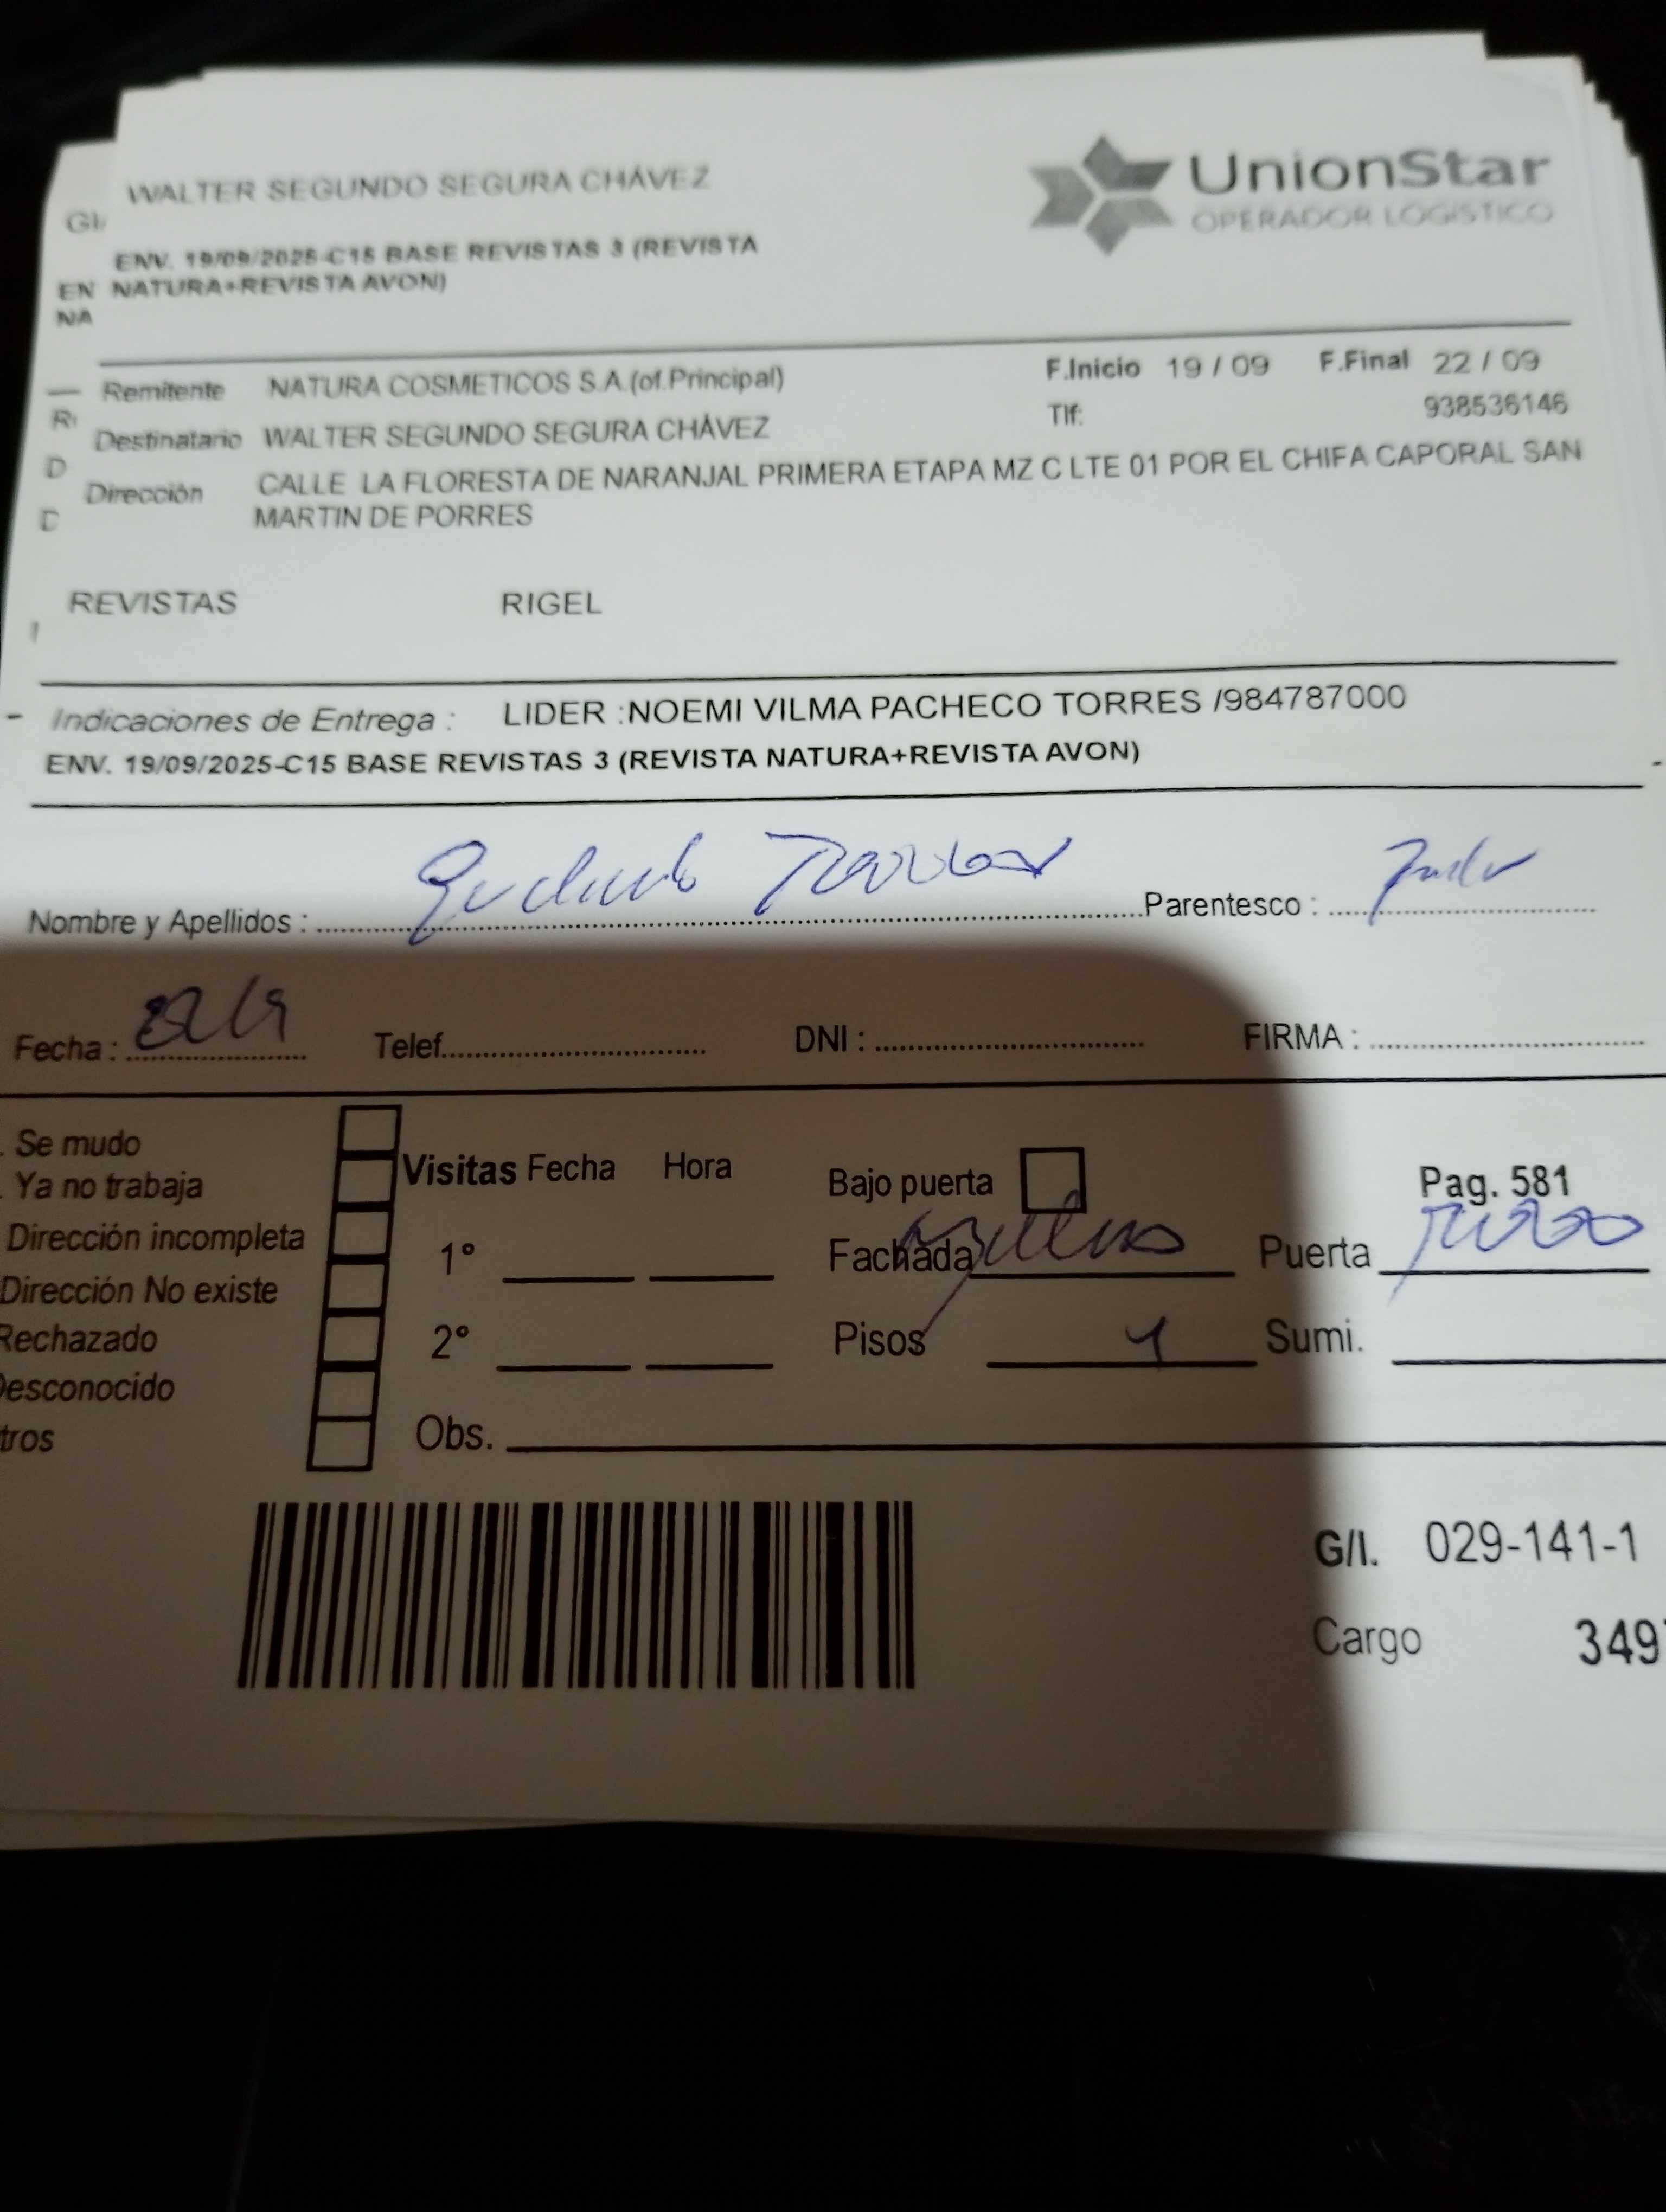 WALTER SEGUNDO SEGURA CHÁVEZ
UnionStar
OPERADOR LOGÍSTICO
ENV. 19/09/2025-C15 BASE REVISTAS 3 (REVISTA
NATURA+REVISTA AVON)
EN
NA
Remitente NATURA COSMETICOS S.A.(of.Principal) F.Inicio 19 / 09 F.Final 22 / 09
Destinatario WALTER SEGUNDO SEGURA CHÁVEZ Tlf: 938536146
Dirección CALLE LA FLORESTA DE NARANJAL PRIMERA ETAPA MZ C LTE 01 POR EL CHIFA CAPORAL SAN
MARTIN DE PORRES
D
D
REVISTAS RIGEL
Indicaciones de Entrega : LIDER :NOEMI VILMA PACHECO TORRES /984787000
ENV. 19/09/2025-C15 BASE REVISTAS 3 (REVISTA NATURA+REVISTA AVON)
Nombre y Apellidos : Parentesco :
Fecha : Telef. DNI : FIRMA :
Se mudo
Ya no trabaja
Dirección incompleta
Dirección No existe
Rechazado
Desconocido
tros
Visitas Fecha Hora
1°
2°
Obs.
Bajo puerta Pag. 581
Fachada Puerta
Pisos Sumi.
G/I. 029-141-1
Cargo 349